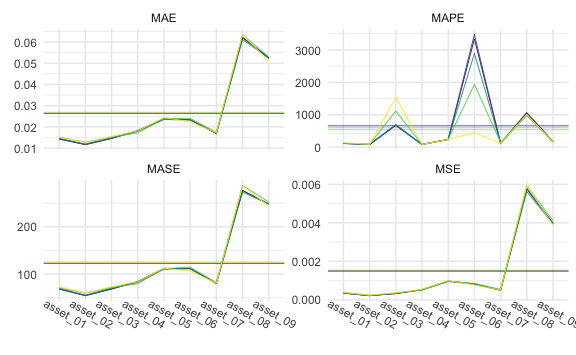 MAE
MAPE
0.06
0.05
0.04
0.03
0.02
0.01
3000
2000
1000
0
MASE
MSE
200
100
0.006
0.004
0.002
0.000
asset_01
asset_02
asset_03
asset_04
asset_05
asset_06
asset_07
asset_08
asset_09
asset_01
asset_02
asset_03
asset_04
asset_05
asset_06
asset_07
asset_08
asset_09